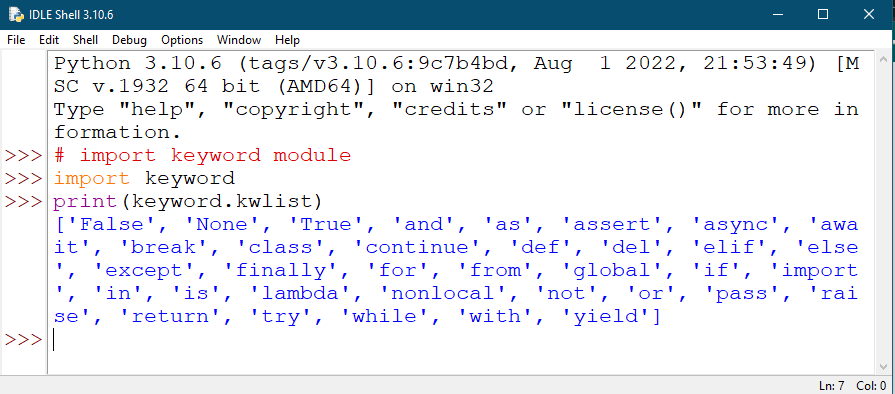 IDLE Shell 3.10.6
File Edit Shell Debug Options Window Help
Python 3.10.6 (tags/v3.10.6:9c7b4bd, Aug  1 2022, 21:53:49) [M
SC v.1932 64 bit (AMD64)] on win32
Type "help", "copyright", "credits" or "license()" for more in
formation.
>>> # import keyword module
>>> import keyword
>>> print(keyword.kwlist)
['False', 'None', 'True', 'and', 'as', 'assert', 'async', 'awa
it', 'break', 'class', 'continue', 'def', 'del', 'elif', 'else
', 'except', 'finally', 'for', 'from', 'global', 'if', 'import
', 'in', 'is', 'lambda', 'nonlocal', 'not', 'or', 'pass', 'rai
se', 'return', 'try', 'while', 'with', 'yield']
>>>
Ln: 7 Col: 0